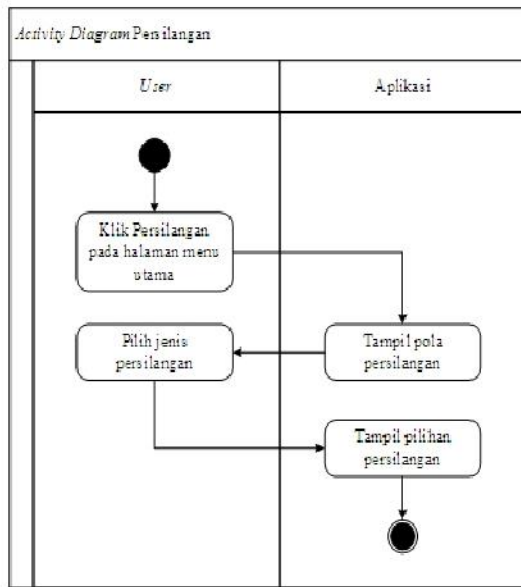 Activity Diagram Persilangan
User
Aplikasi
Klik Persilangan
pada halaman menu
utama
Pilih jenis
persilangan
Tampil pola
persilangan
Tampil pilihan
persilangan